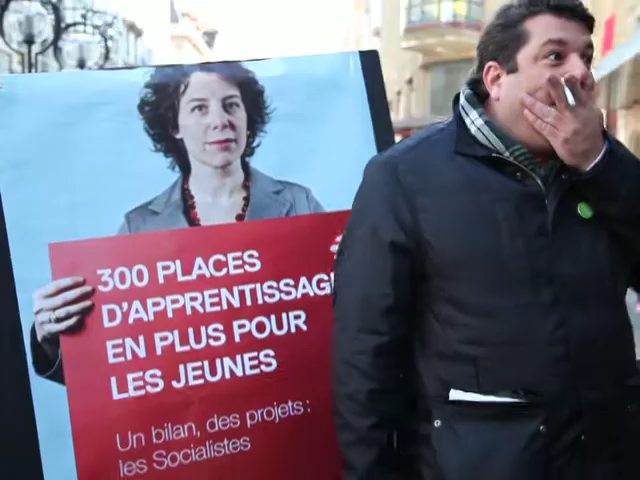 300 PLACES
D'APPRENTISSAG
EN PLUS POUR
LES JEUNES
Un bilan, des projets:
les Socialistes